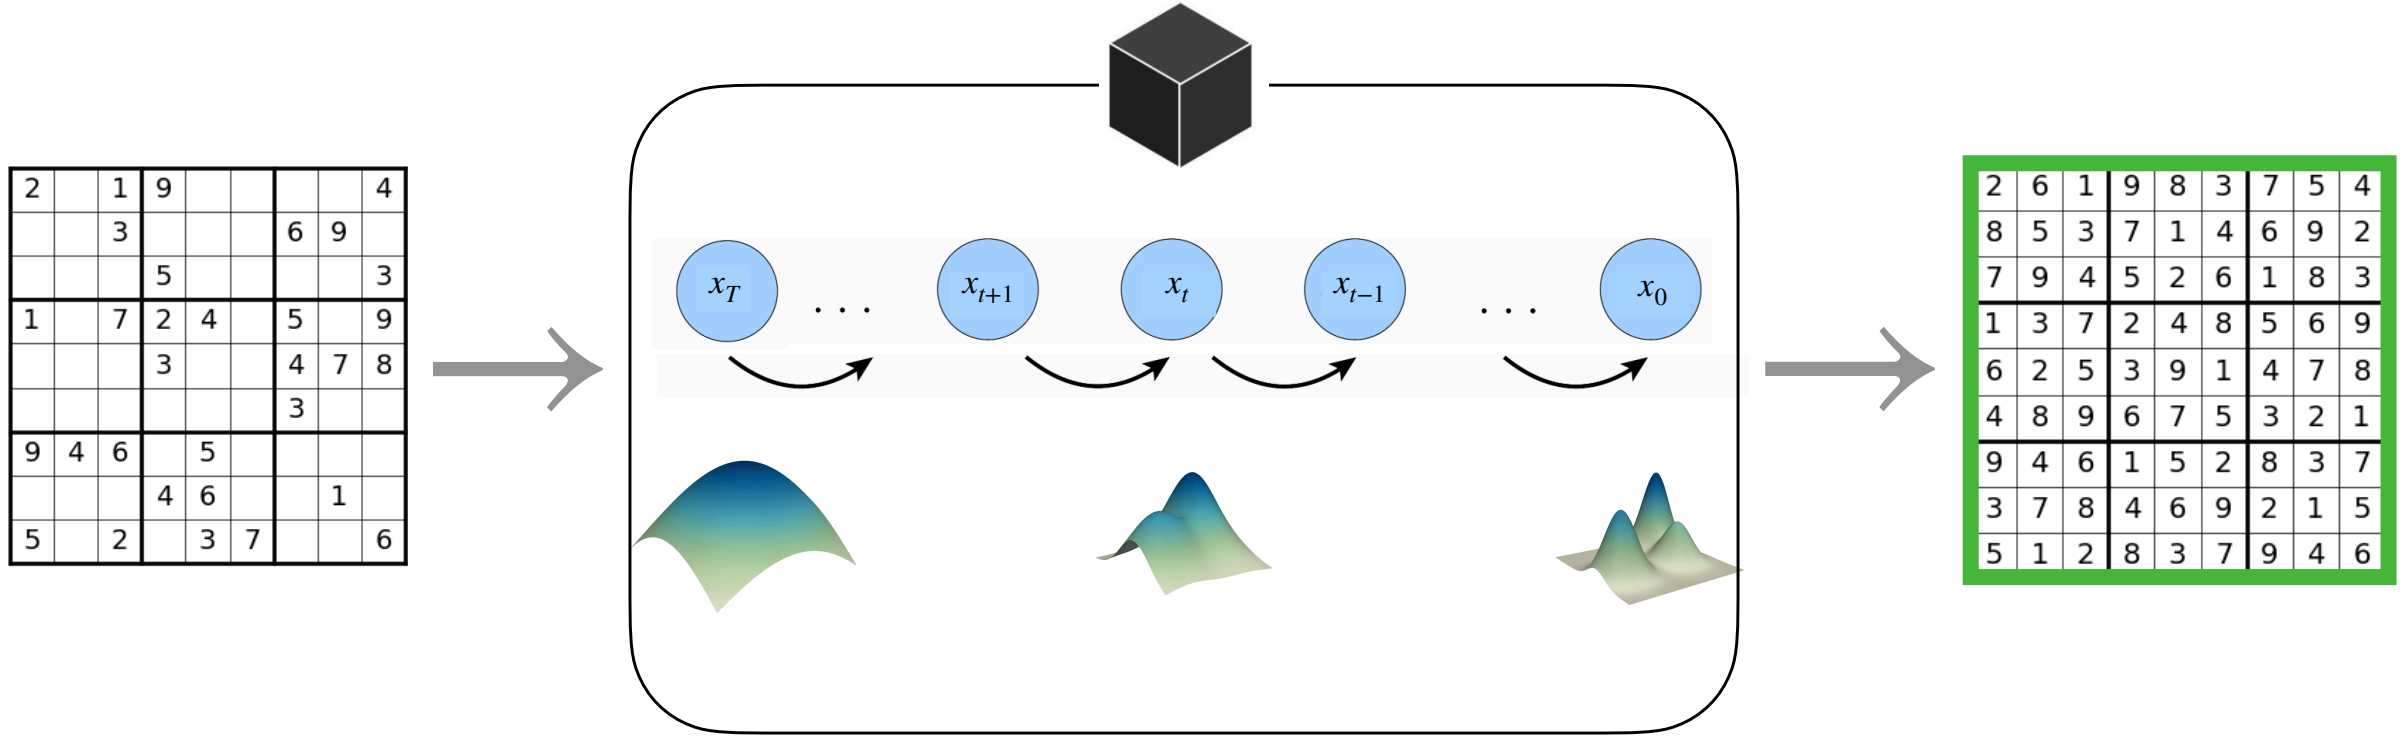 2 1 9 4
3 6 9
5 3
1 7 2 4 5 9
3 4 7 8
3
9 4 6 5
4 6 1
5 2 3 7 6
x_T ... x_{t+1} x_t x_{t−1} ... x_0
2 6 1 9 8 3 7 5 4
8 5 3 7 1 4 6 9 2
7 9 4 5 2 6 1 8 3
1 3 7 2 4 8 5 6 9
6 2 5 3 9 1 4 7 8
4 8 9 6 7 5 3 2 1
9 4 6 1 5 2 8 3 7
3 7 8 4 6 9 2 1 5
5 1 2 8 3 7 9 4 6